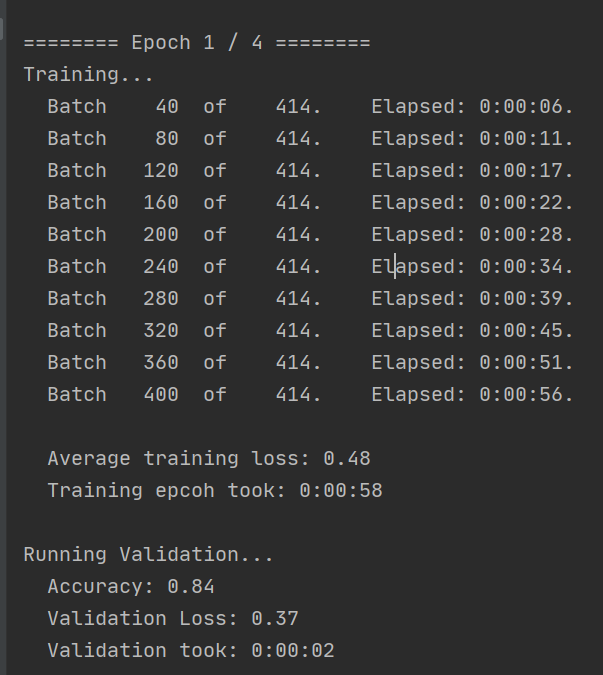 ======== Epoch 1 / 4 ========
Training...
  Batch    40  of    414.    Elapsed: 0:00:06.
  Batch    80  of    414.    Elapsed: 0:00:11.
  Batch   120  of    414.    Elapsed: 0:00:17.
  Batch   160  of    414.    Elapsed: 0:00:22.
  Batch   200  of    414.    Elapsed: 0:00:28.
  Batch   240  of    414.    Elapsed: 0:00:34.
  Batch   280  of    414.    Elapsed: 0:00:39.
  Batch   320  of    414.    Elapsed: 0:00:45.
  Batch   360  of    414.    Elapsed: 0:00:51.
  Batch   400  of    414.    Elapsed: 0:00:56.
  Average training loss: 0.48
  Training epcoh took: 0:00:58
Running Validation...
  Accuracy: 0.84
  Validation Loss: 0.37
  Validation took: 0:00:02